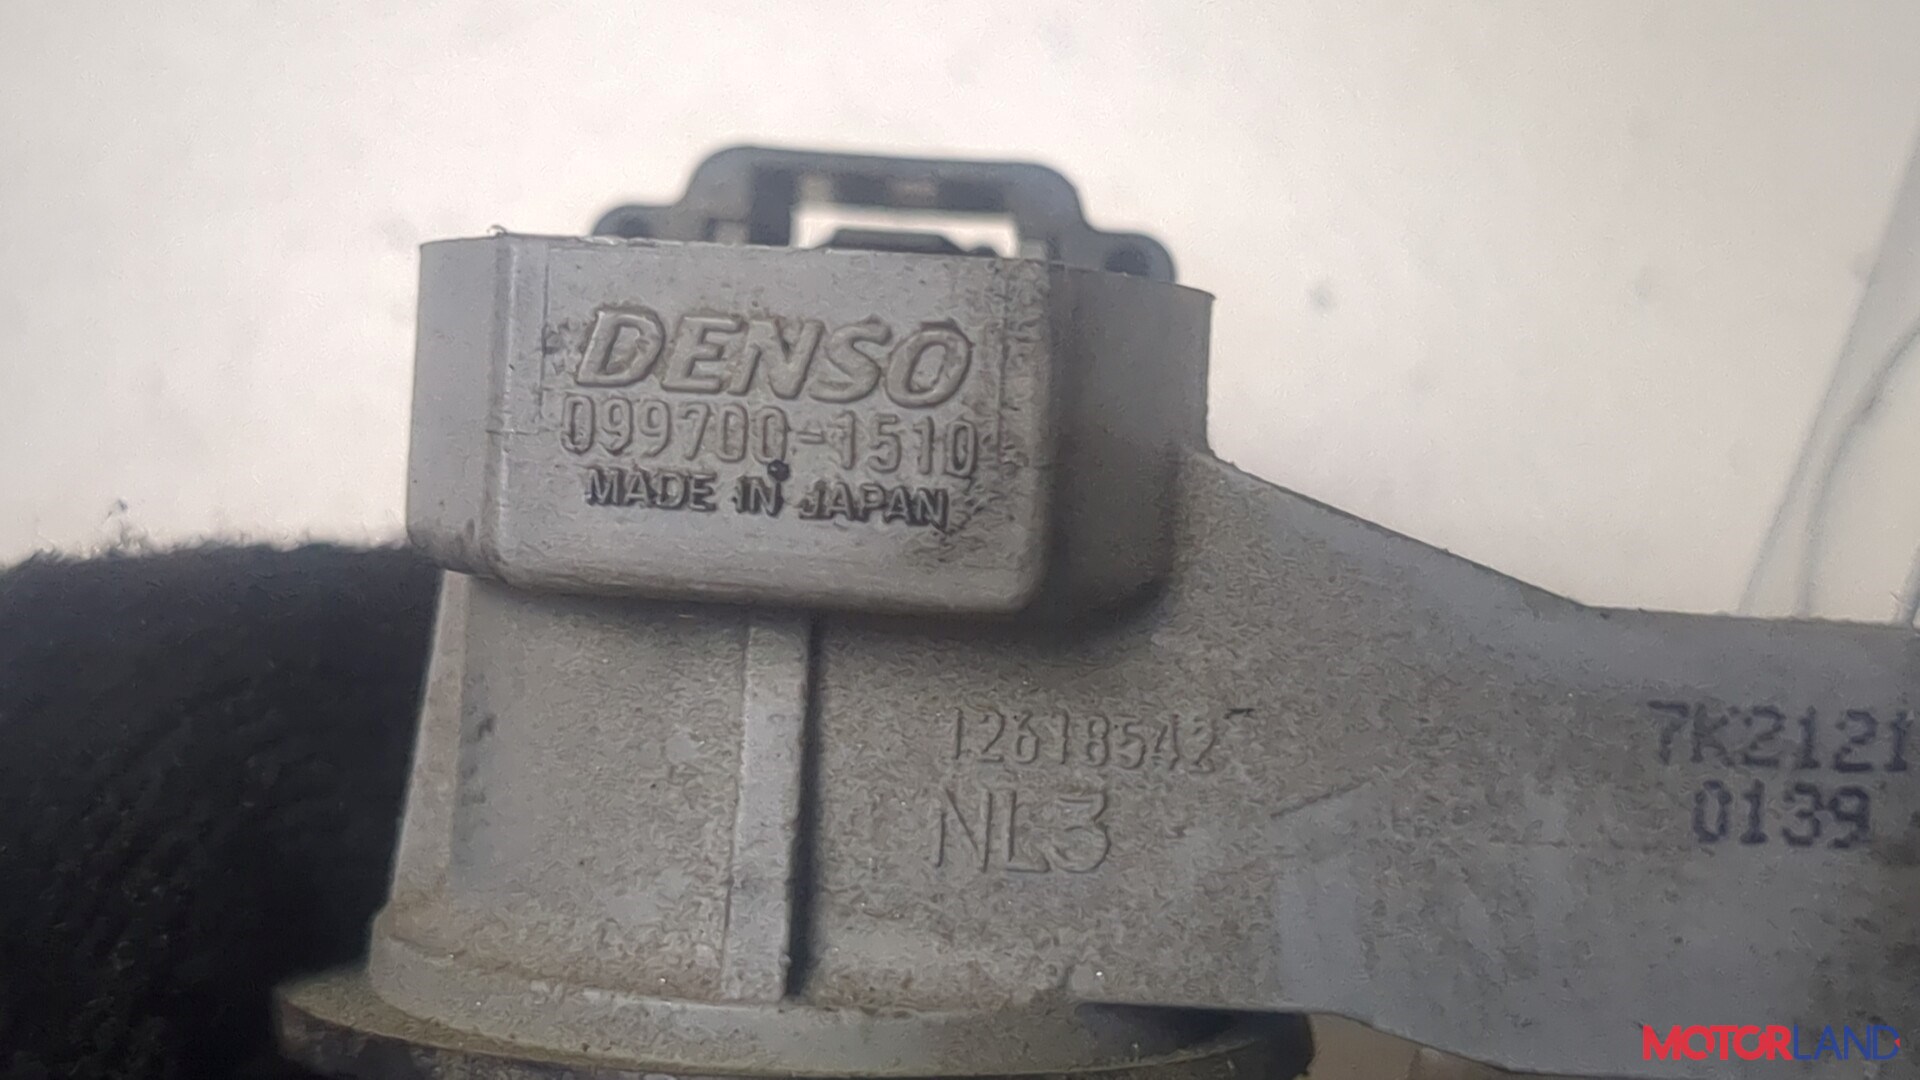 DENSO
099700-1510
MADE IN JAPAN
12618542
NL3
7K2121
0139
MOTORLAND